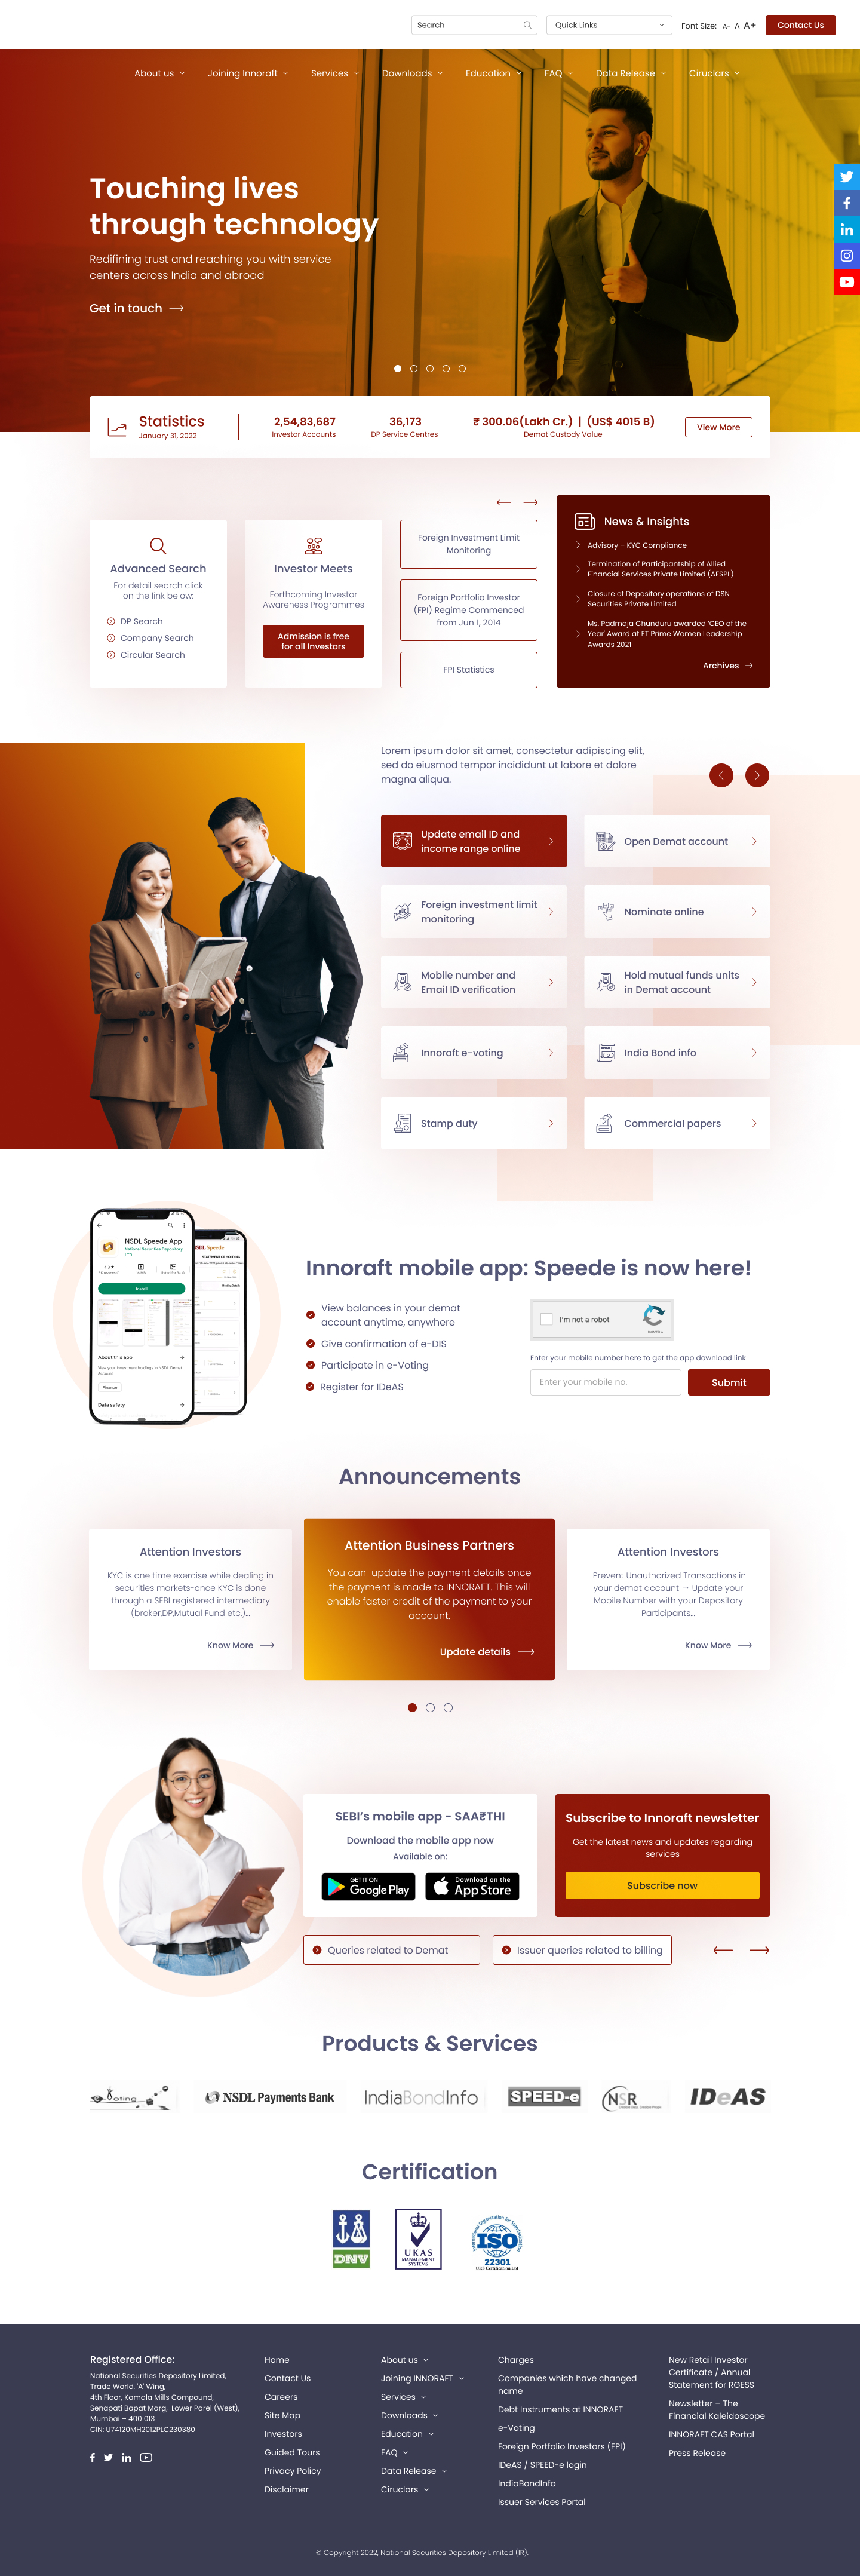 Search
Quick Links
Font Size: A- A A+
Contact Us
About us
Joining Innoraft
Services
Downloads
Education
FAQ
Data Release
Ciruclars
Touching lives
through technology
Redifining trust and reaching you with service
centers across India and abroad
Get in touch
Statistics
January 31, 2022
2,54,83,687
Investor Accounts
36,173
DP Service Centres
₹ 300.06(Lakh Cr.) | (US$ 4015 B)
Demat Custody Value
View More
Advanced Search
For detail search click
on the link below:
DP Search
Company Search
Circular Search
Investor Meets
Forthcoming Investor
Awareness Programmes
Admission is free
for all Investors
Foreign Investment Limit
Monitoring
Foreign Portfolio Investor
(FPI) Regime Commenced
from Jun 1, 2014
FPI Statistics
News & Insights
Advisory – KYC Compliance
Termination of Participantship of Allied
Financial Services Private Limited (AFSPL)
Closure of Depository operations of DSN
Securities Private Limited
Ms. Padmaja Chunduru awarded 'CEO of the
Year' Award at ET Prime Women Leadership
Awards 2021
Archives
Lorem ipsum dolor sit amet, consectetur adipiscing elit,
sed do eiusmod tempor incididunt ut labore et dolore
magna aliqua.
Update email ID and
income range online
Open Demat account
Foreign investment limit
monitoring
Nominate online
Mobile number and
Email ID verification
Hold mutual funds units
in Demat account
Innoraft e-voting
India Bond info
Stamp duty
Commercial papers
NSDL Speede App
National Securities Depository
LTD
Install
About this app
View your investment holdings in NSDL Demat
Account
Finance
Data safety
NSDL Speede
STATEMENT OF HOLDING
Innoraft mobile app: Speede is now here!
View balances in your demat
account anytime, anywhere
Give confirmation of e-DIS
Participate in e-Voting
Register for IDeAS
I'm not a robot
Enter your mobile number here to get the app download link
Enter your mobile no.
Submit
Announcements
Attention Investors
KYC is one time exercise while dealing in
securities markets-once KYC is done
through a SEBI registered intermediary
(broker,DP,Mutual Fund etc.)...
Know More
Attention Business Partners
You can update the payment details once
the payment is made to INNORAFT. This will
enable faster credit of the payment to your
account.
Update details
Attention Investors
Prevent Unauthorized Transactions in
your demat account → Update your
Mobile Number with your Depository
Participants...
Know More
SEBI's mobile app - SAA₹THI
Download the mobile app now
Available on:
GET IT ON
Google Play
Download on the
App Store
Subscribe to Innoraft newsletter
Get the latest news and updates regarding
services
Subscribe now
Queries related to Demat
Issuer queries related to billing
Products & Services
e-Voting
NSDL Payments Bank
IndiaBondInfo
SPEED-e
NSR
IDeAS
Certification
DNV
UKAS
MANAGEMENT
SYSTEMS
International Organization for Standardization
ISO
22301
URS Certification Ltd
Registered Office:
National Securities Depository Limited,
Trade World, 'A' Wing,
4th Floor, Kamala Mills Compound,
Senapati Bapat Marg, Lower Parel (West),
Mumbai – 400 013
CIN: U74120MH2012PLC230380
Home
Contact Us
Careers
Site Map
Investors
Guided Tours
Privacy Policy
Disclaimer
About us
Joining INNORAFT
Services
Downloads
Education
FAQ
Data Release
Ciruclars
Charges
Companies which have changed
name
Debt Instruments at INNORAFT
e-Voting
Foreign Portfolio Investors (FPI)
IDeAS / SPEED-e login
IndiaBondInfo
Issuer Services Portal
New Retail Investor
Certificate / Annual
Statement for RGESS
Newsletter – The
Financial Kaleidoscope
INNORAFT CAS Portal
Press Release
© Copyright 2022, National Securities Depository Limited (IR).